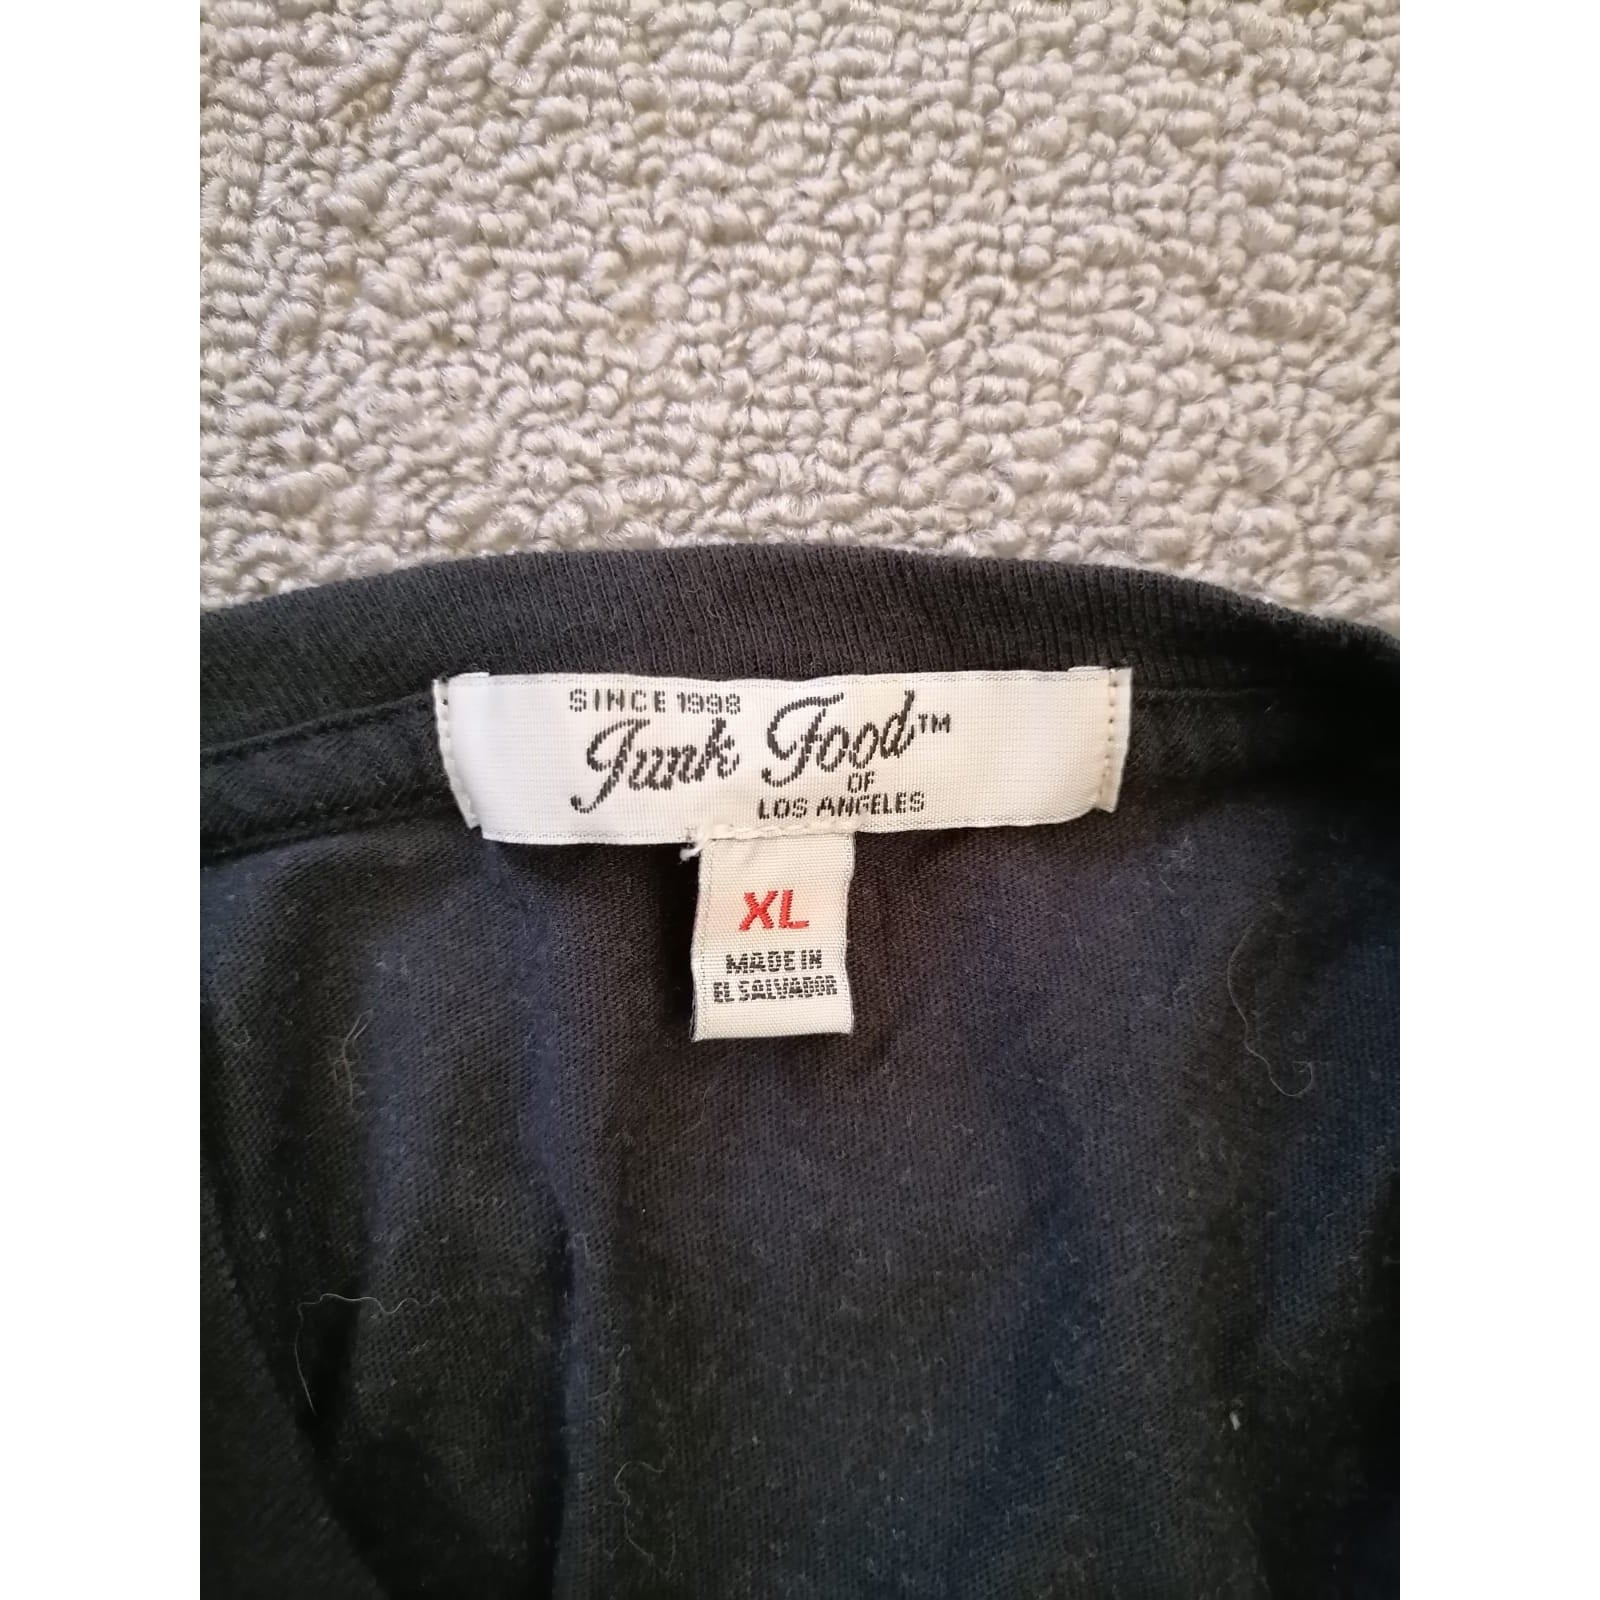 SINCE 1998
Junk Food™
OF
LOS ANGELES
XL
MADE IN
EL SALVADOR